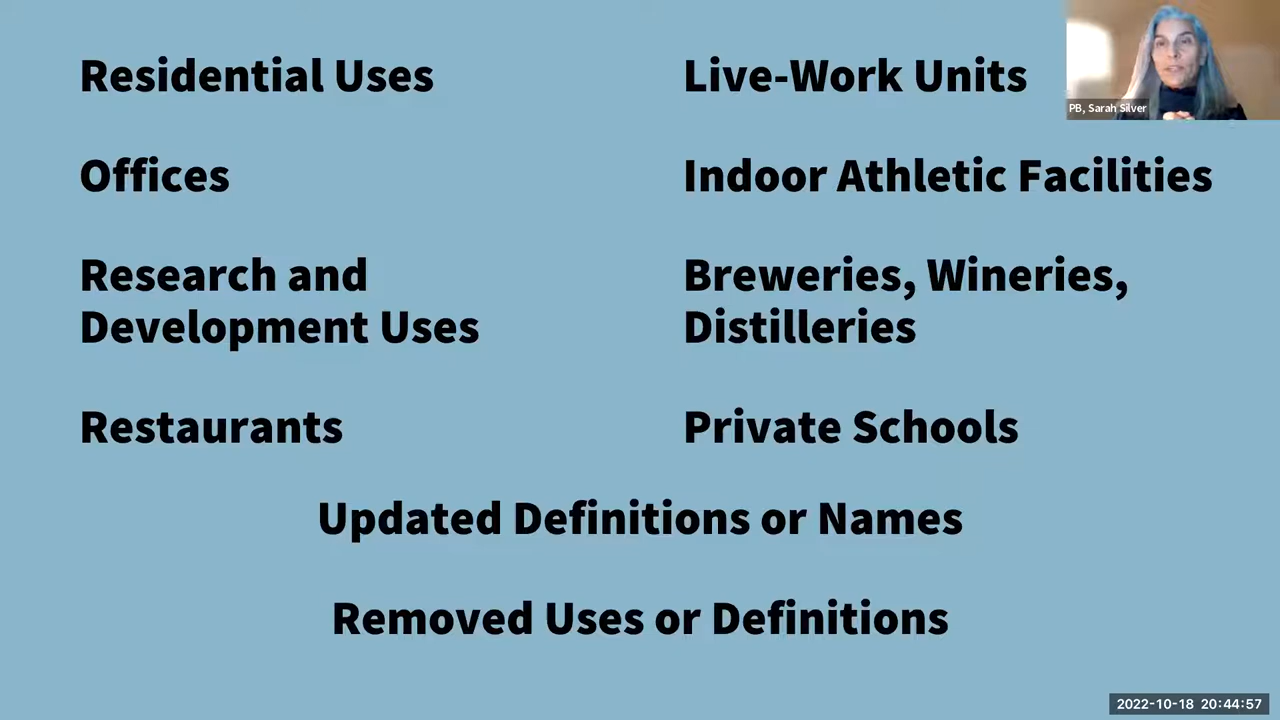 Residential Uses
Live-Work Units
PB, Sarah Silver
Offices
Indoor Athletic Facilities
Research and
Development Uses
Breweries, Wineries,
Distilleries
Restaurants
Private Schools
Updated Definitions or Names
Removed Uses or Definitions
2022-10-18 20:44:57